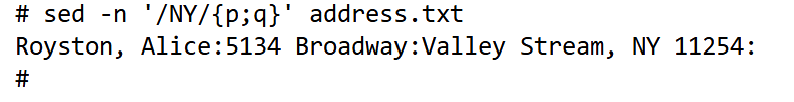 # sed -n '/NY/{p;q}' address.txt
Royston, Alice:5134 Broadway:Valley Stream, NY 11254:
#